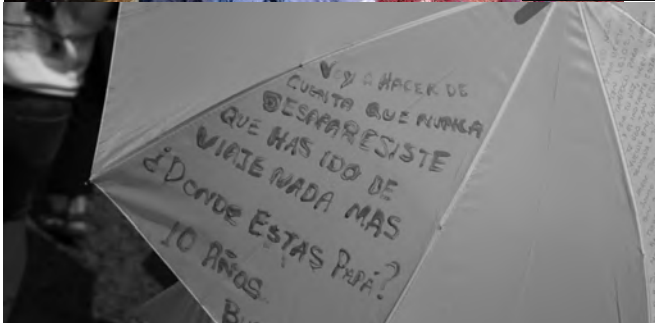 VOY A HACER DE
CUENTA QUE NUNCA
DESAPARESISTE
QUE HAS IDO DE
VIAJE NADA MAS
¿DONDE ESTAS PAPÁ?
10 AÑOS..